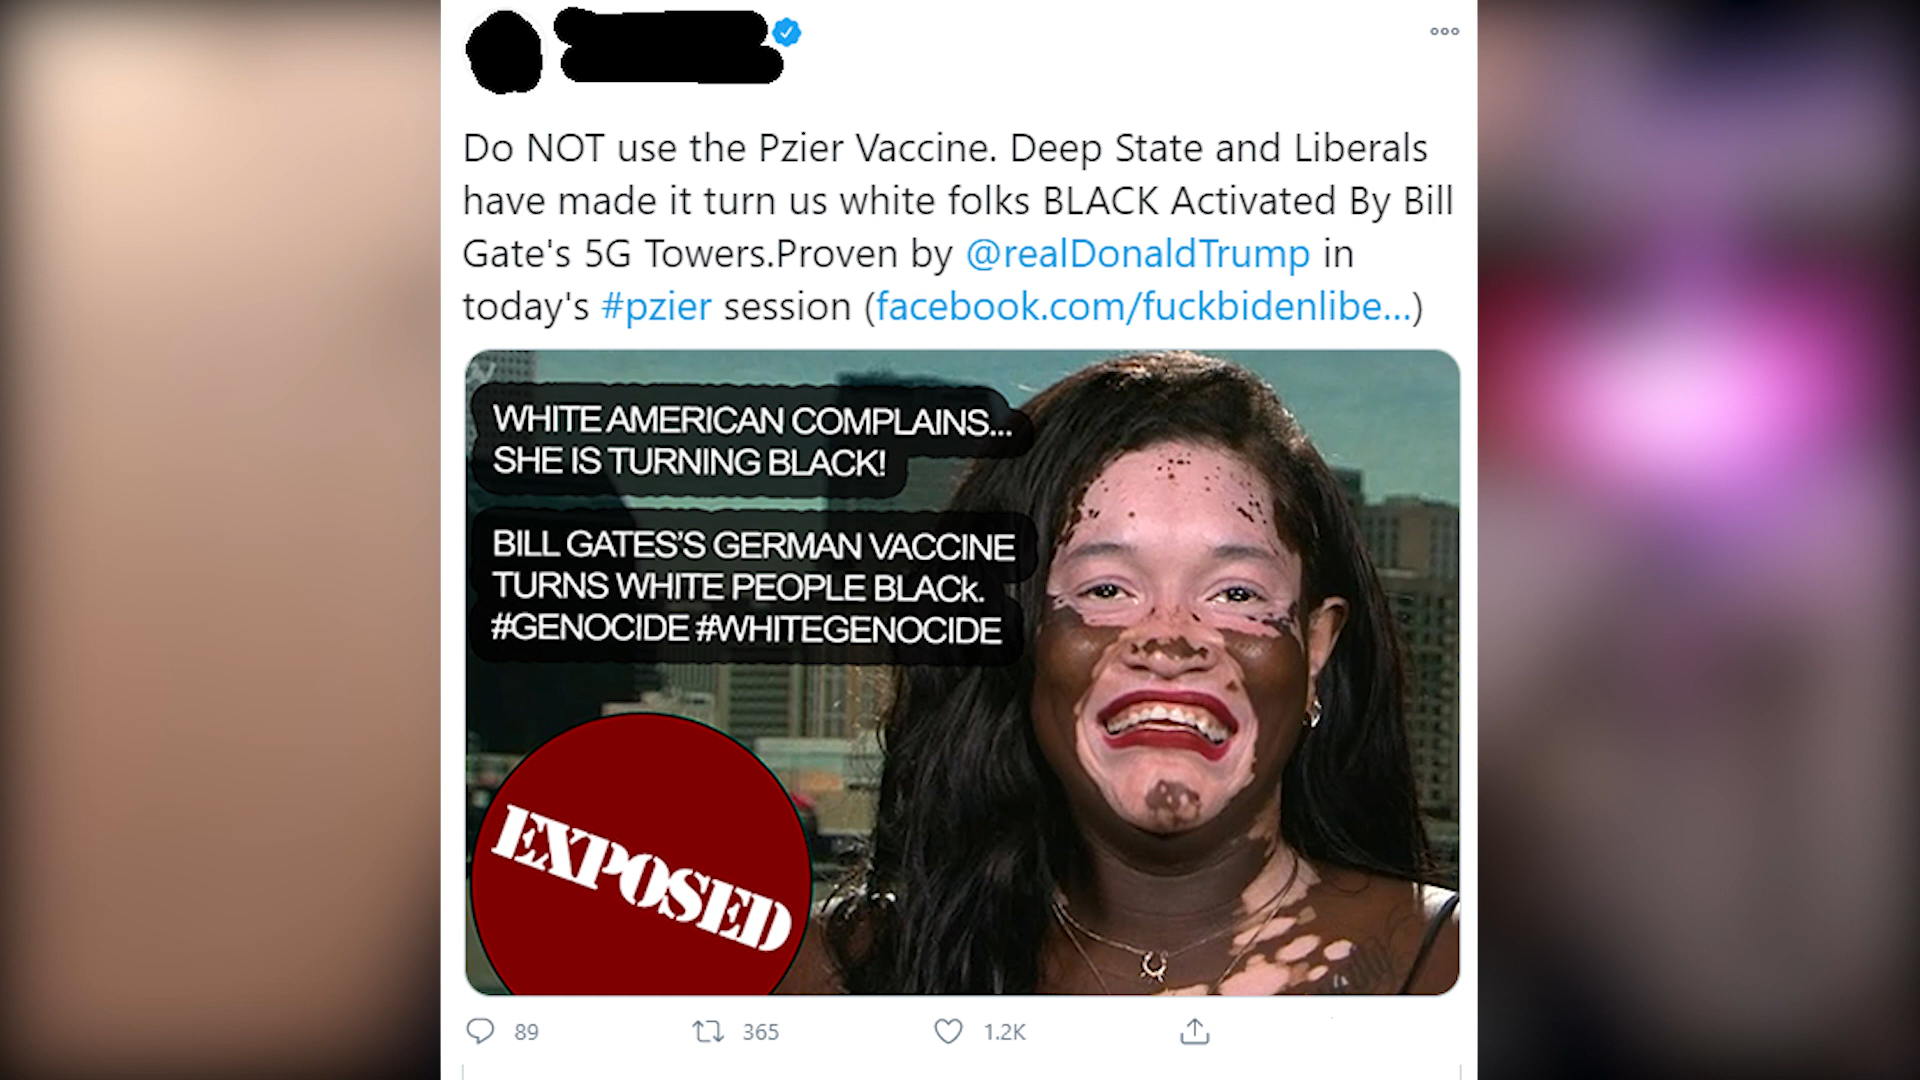 Do NOT use the Pzier Vaccine. Deep State and Liberals
have made it turn us white folks BLACK Activated By Bill
Gate's 5G Towers.Proven by @realDonaldTrump in
today's #pzier session (facebook.com/fuckbidenlibe...)
WHITE AMERICAN COMPLAINS...
SHE IS TURNING BLACK!
BILL GATES'S GERMAN VACCINE
TURNS WHITE PEOPLE BLACk.
#GENOCIDE #WHITEGENOCIDE
EXPOSED
89 365 1.2K